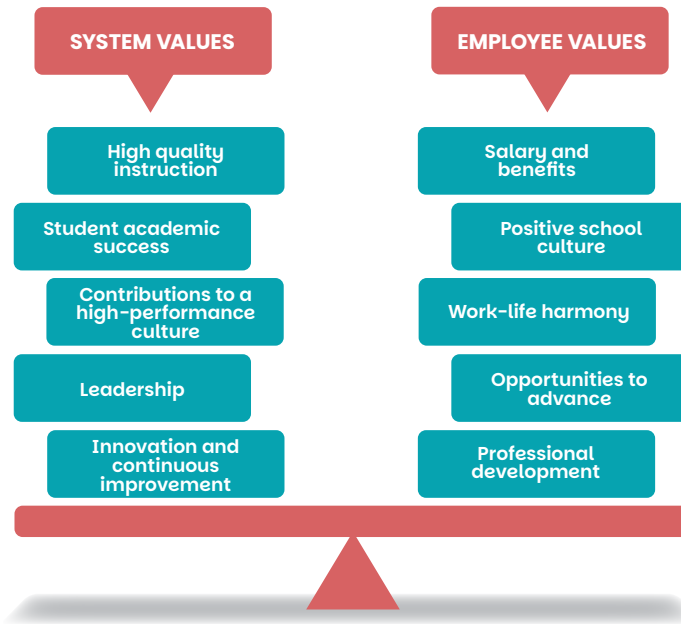 SYSTEM VALUES
High quality
instruction
Student academic
success
Contributions to a
high-performance
culture
Leadership
Innovation and
continuous
improvement
EMPLOYEE VALUES
Salary and
benefits
Positive school
culture
Work-life harmony
Opportunities to
advance
Professional
development